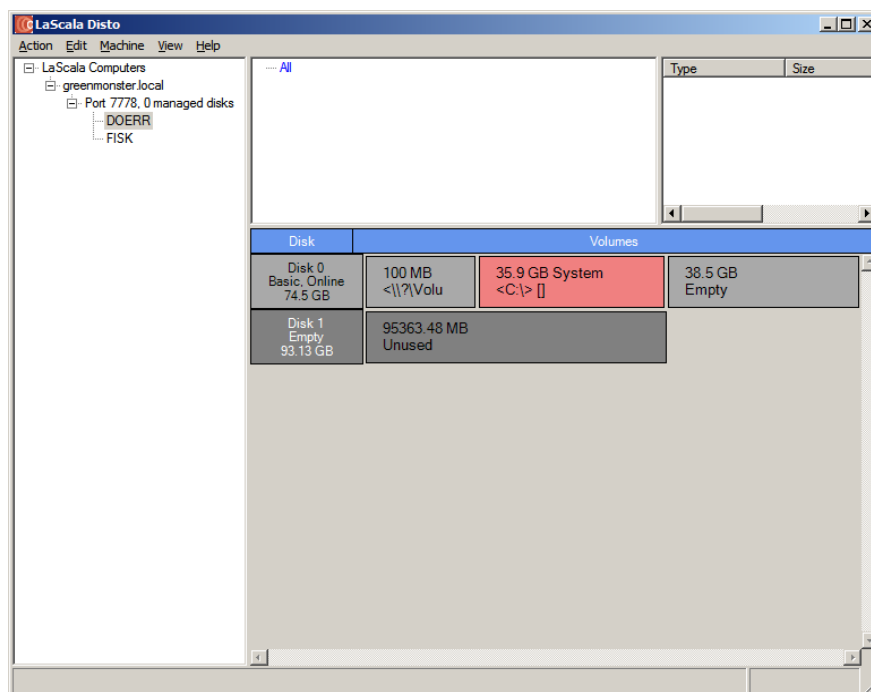 LaScala Disto
Action Edit Machine View Help
LaScala Computers
greenmonster.local
Port 7778, 0 managed disks
DOERR
FISK
All
Type Size
Disk Volumes
Disk 0
Basic, Online
74.5 GB
100 MB
<\\?\Volu
35.9 GB System
<C:\> []
38.5 GB
Empty
Disk 1
Empty
93.13 GB
95363.48 MB
Unused